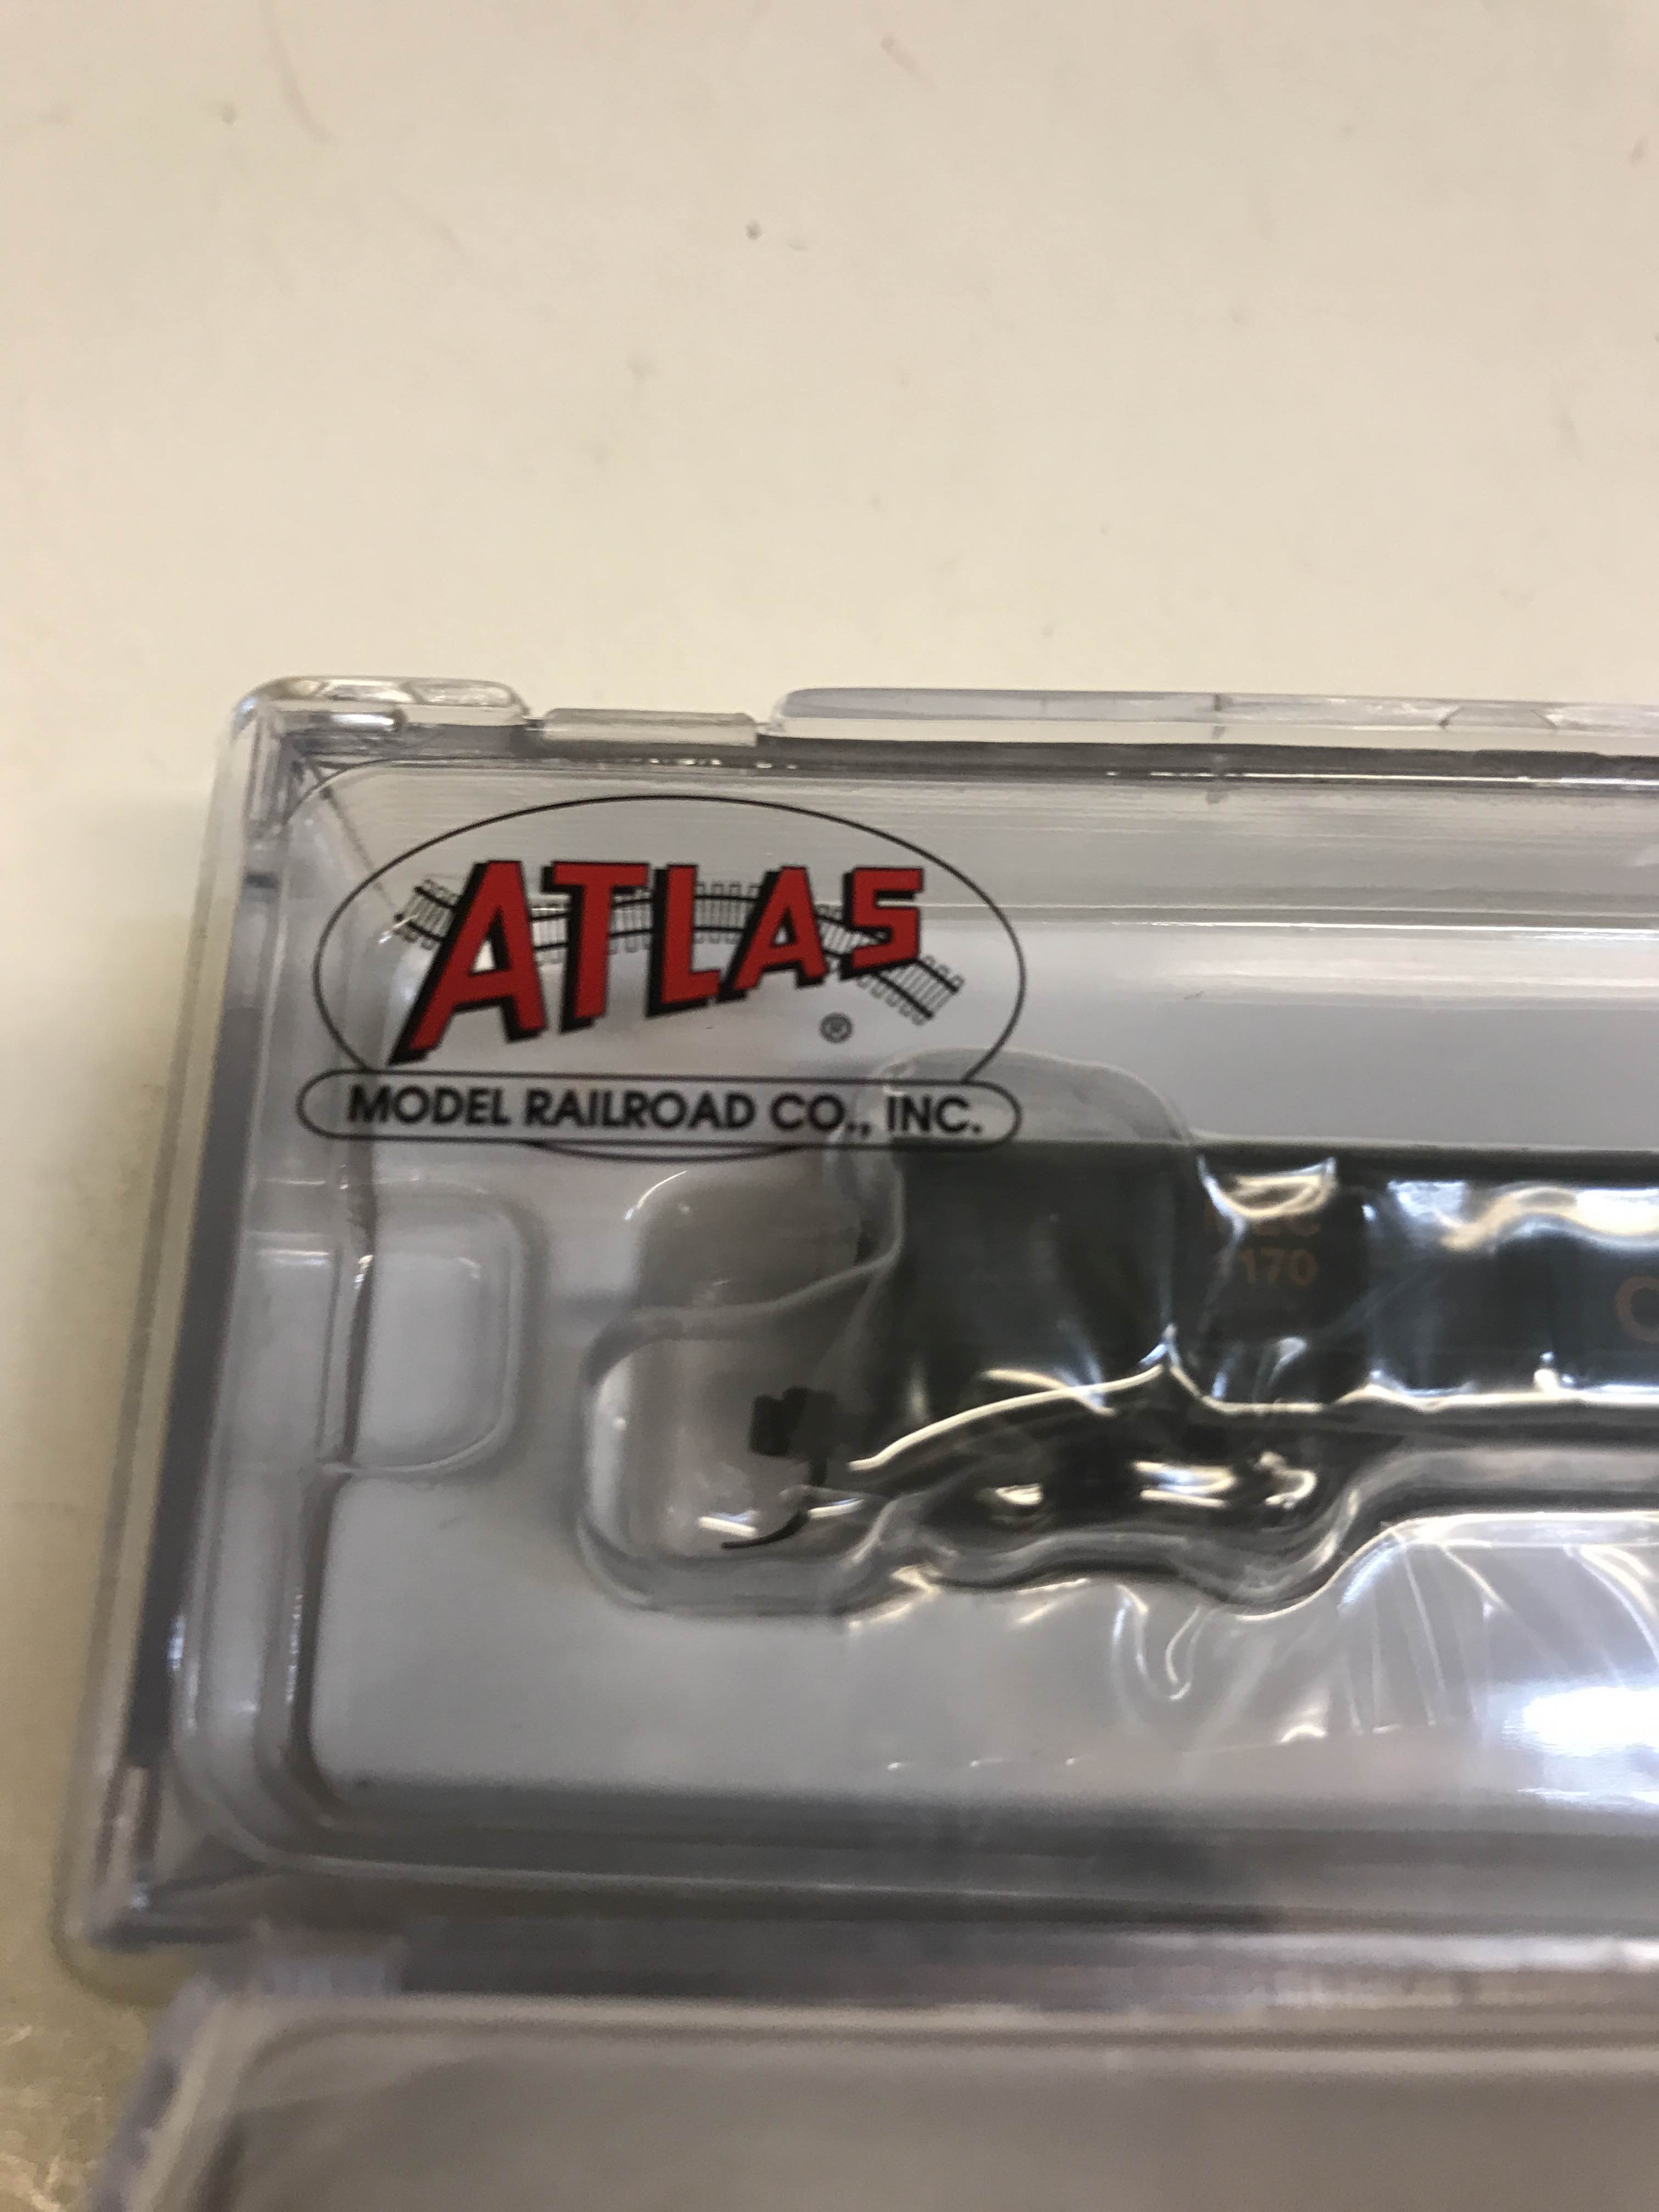 ATLAS
®
MODEL RAILROAD CO., INC.
170
C